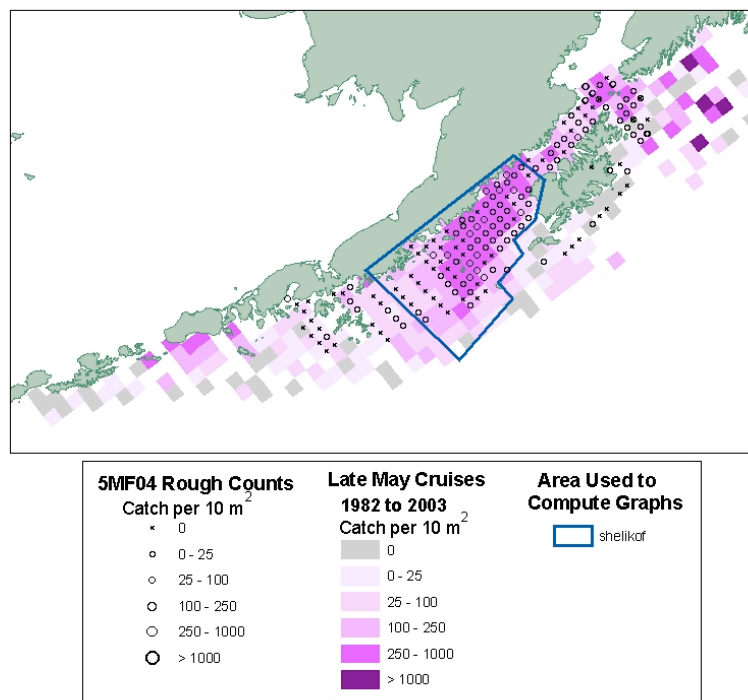 5MF04 Rough Counts
Catch per 10 m2
0
0 - 25
25 - 100
100 - 250
250 - 1000
> 1000
Late May Cruises
1982 to 2003
Catch per 10 m2
0
0 - 25
25 - 100
100 - 250
250 - 1000
> 1000
Area Used to
Compute Graphs
shelikof